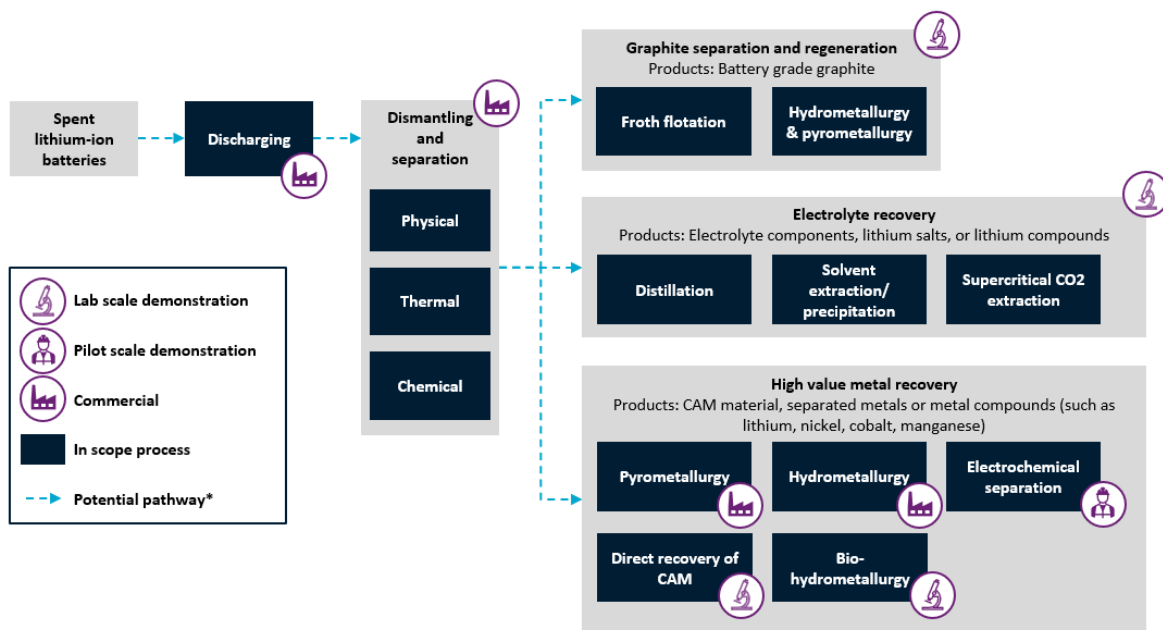 Spent
lithium-ion
batteries
Discharging
Dismantling
and
separation
Physical
Thermal
Chemical
Graphite separation and regeneration
Products: Battery grade graphite
Froth flotation
Hydrometallurgy
& pyrometallurgy
Electrolyte recovery
Products: Electrolyte components, lithium salts, or lithium compounds
Distillation
Solvent
extraction/
precipitation
Supercritical CO2
extraction
High value metal recovery
Products: CAM material, separated metals or metal compounds (such as
lithium, nickel, cobalt, manganese)
Pyrometallurgy
Hydrometallurgy
Electrochemical
separation
Direct recovery of
CAM
Bio-
hydrometallurgy
Lab scale demonstration
Pilot scale demonstration
Commercial
In scope process
Potential pathway*